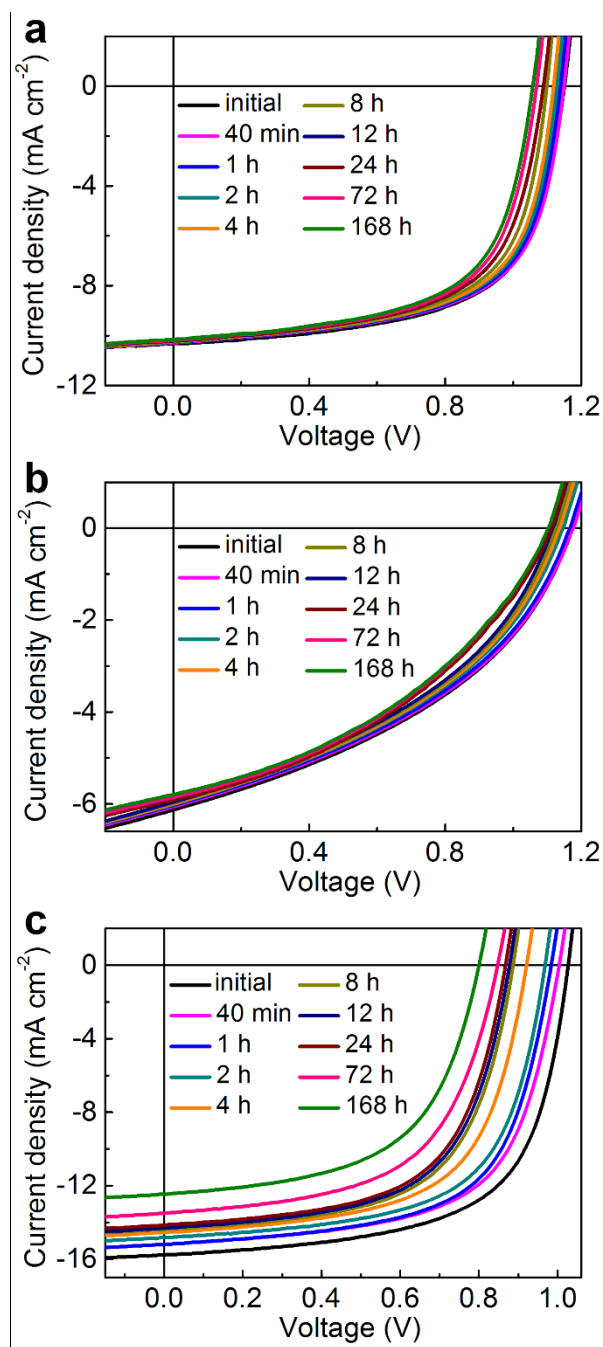 a
Current density (mA cm-2)
0
-4
-8
-12
initial 8 h
40 min 12 h
1 h 24 h
2 h 72 h
4 h 168 h
0.0 0.4 0.8 1.2
Voltage (V)
b
Current density (mA cm-2)
0
-2
-4
-6
initial 8 h
40 min 12 h
1 h 24 h
2 h 72 h
4 h 168 h
0.0 0.4 0.8 1.2
Voltage (V)
c
Current density (mA cm-2)
0
-4
-8
-12
-16
initial 8 h
40 min 12 h
1 h 24 h
2 h 72 h
4 h 168 h
0.0 0.2 0.4 0.6 0.8 1.0
Voltage (V)